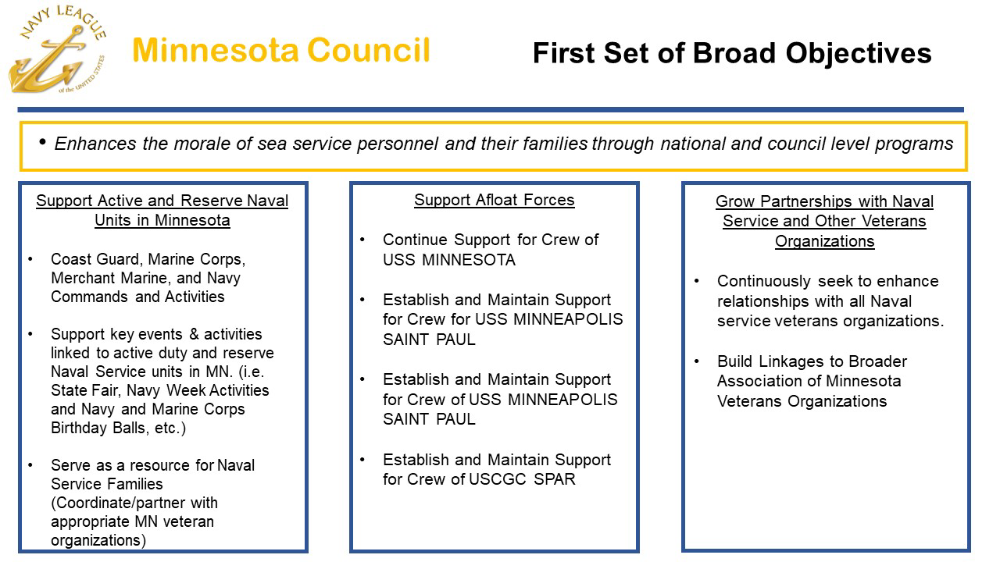 NAVY LEAGUE
of the UNITED STATES
Minnesota Council
First Set of Broad Objectives
• Enhances the morale of sea service personnel and their families through national and council level programs
Support Active and Reserve Naval
Units in Minnesota
• Coast Guard, Marine Corps,
Merchant Marine, and Navy
Commands and Activities
• Support key events & activities
linked to active duty and reserve
Naval Service units in MN. (i.e.
State Fair, Navy Week Activities
and Navy and Marine Corps
Birthday Balls, etc.)
• Serve as a resource for Naval
Service Families
(Coordinate/partner with
appropriate MN veteran
organizations)
Support Afloat Forces
• Continue Support for Crew of
USS MINNESOTA
• Establish and Maintain Support
for Crew for USS MINNEAPOLIS
SAINT PAUL
• Establish and Maintain Support
for Crew of USS MINNEAPOLIS
SAINT PAUL
• Establish and Maintain Support
for Crew of USCGC SPAR
Grow Partnerships with Naval
Service and Other Veterans
Organizations
• Continuously seek to enhance
relationships with all Naval
service veterans organizations.
• Build Linkages to Broader
Association of Minnesota
Veterans Organizations